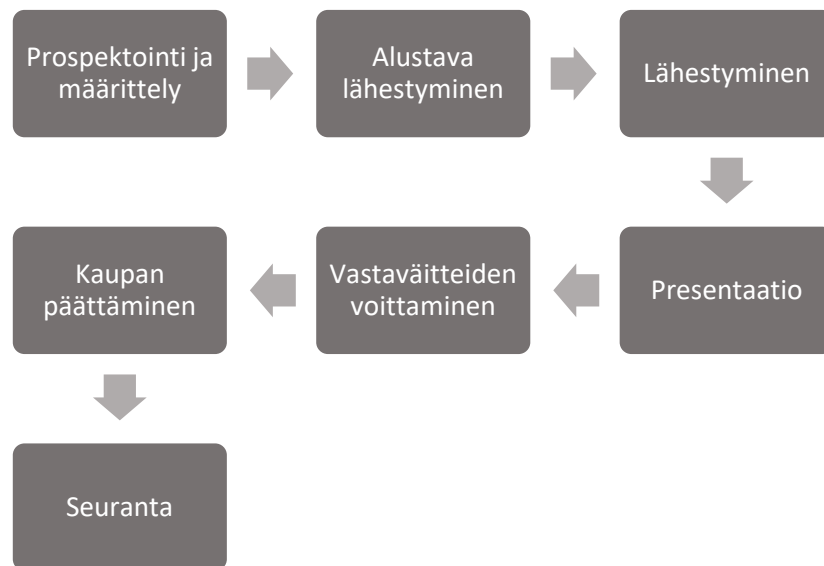 Prospektointi ja
määrittely
Alustava
lähestyminen
Lähestyminen
Presentaatio
Vastaväitteiden
voittaminen
Kaupan
päättäminen
Seuranta